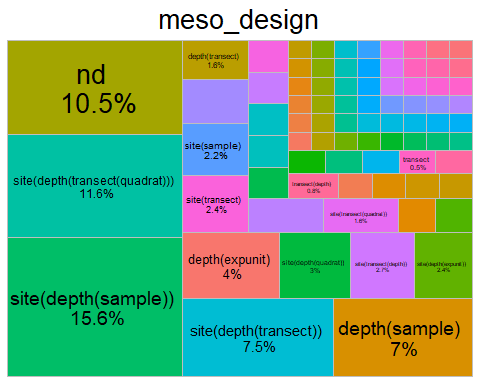 meso_design
nd
10.5%
site(depth(transect(quadrat)))
11.6%
site(depth(sample))
15.6%
depth(transect)
1.6%
site(sample)
2.2%
site(transect)
2.4%
transect
0.5%
transect(depth)
0.8%
site(transect(quadrat))
1.6%
depth(expunit)
4%
site(depth(quadrat))
3%
site(transect(depth))
2.7%
site(depth(expunit))
2.4%
site(depth(transect))
7.5%
depth(sample)
7%